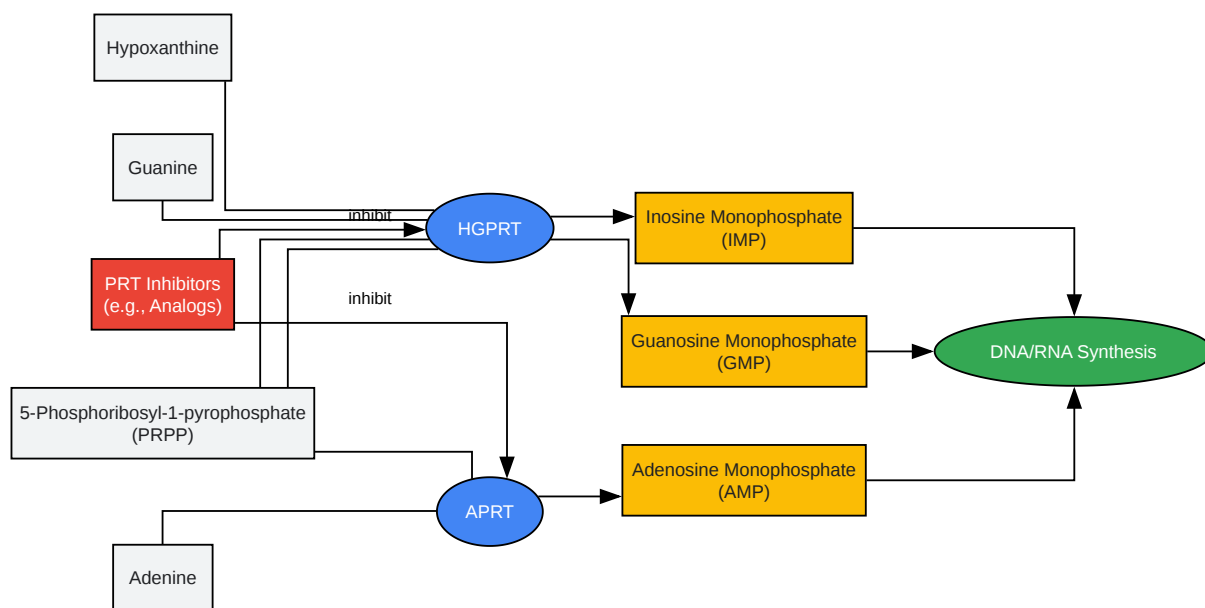 Hypoxanthine
Guanine
inhibit
HGPRT
Inosine Monophosphate
(IMP)
PRT Inhibitors
(e.g., Analogs)
inhibit
Guanosine Monophosphate
(GMP)
DNA/RNA Synthesis
5-Phosphoribosyl-1-pyrophosphate
(PRPP)
Adenosine Monophosphate
(AMP)
APRT
Adenine